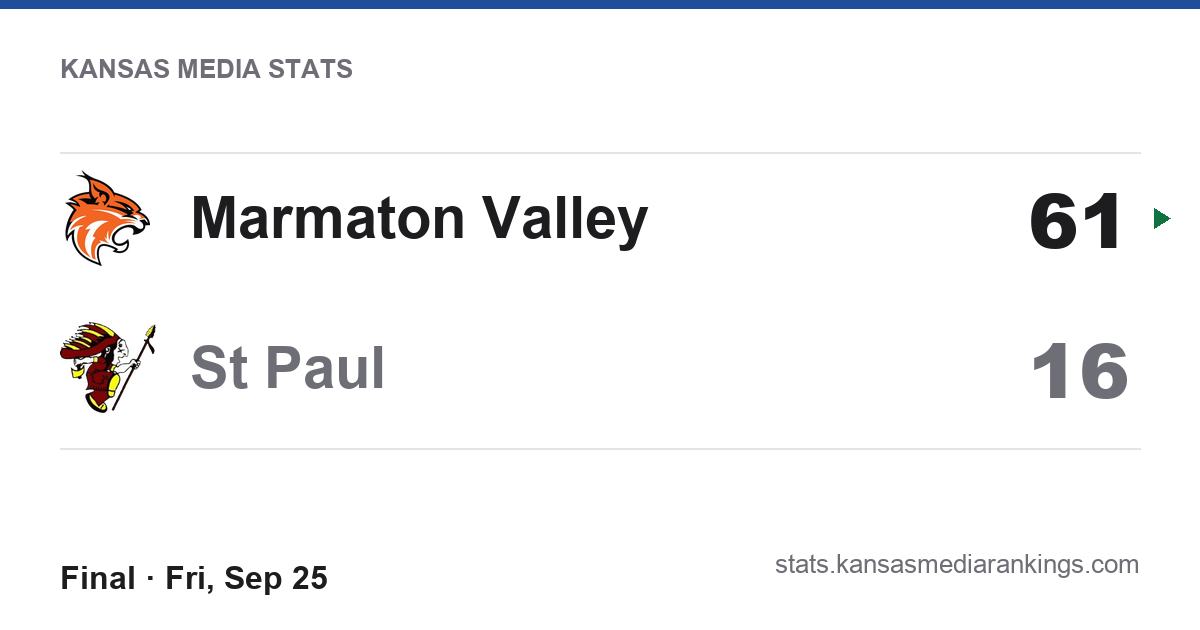 KANSAS MEDIA STATS
Marmaton Valley 61
St Paul 16
Final · Fri, Sep 25
stats.kansasmediarankings.com